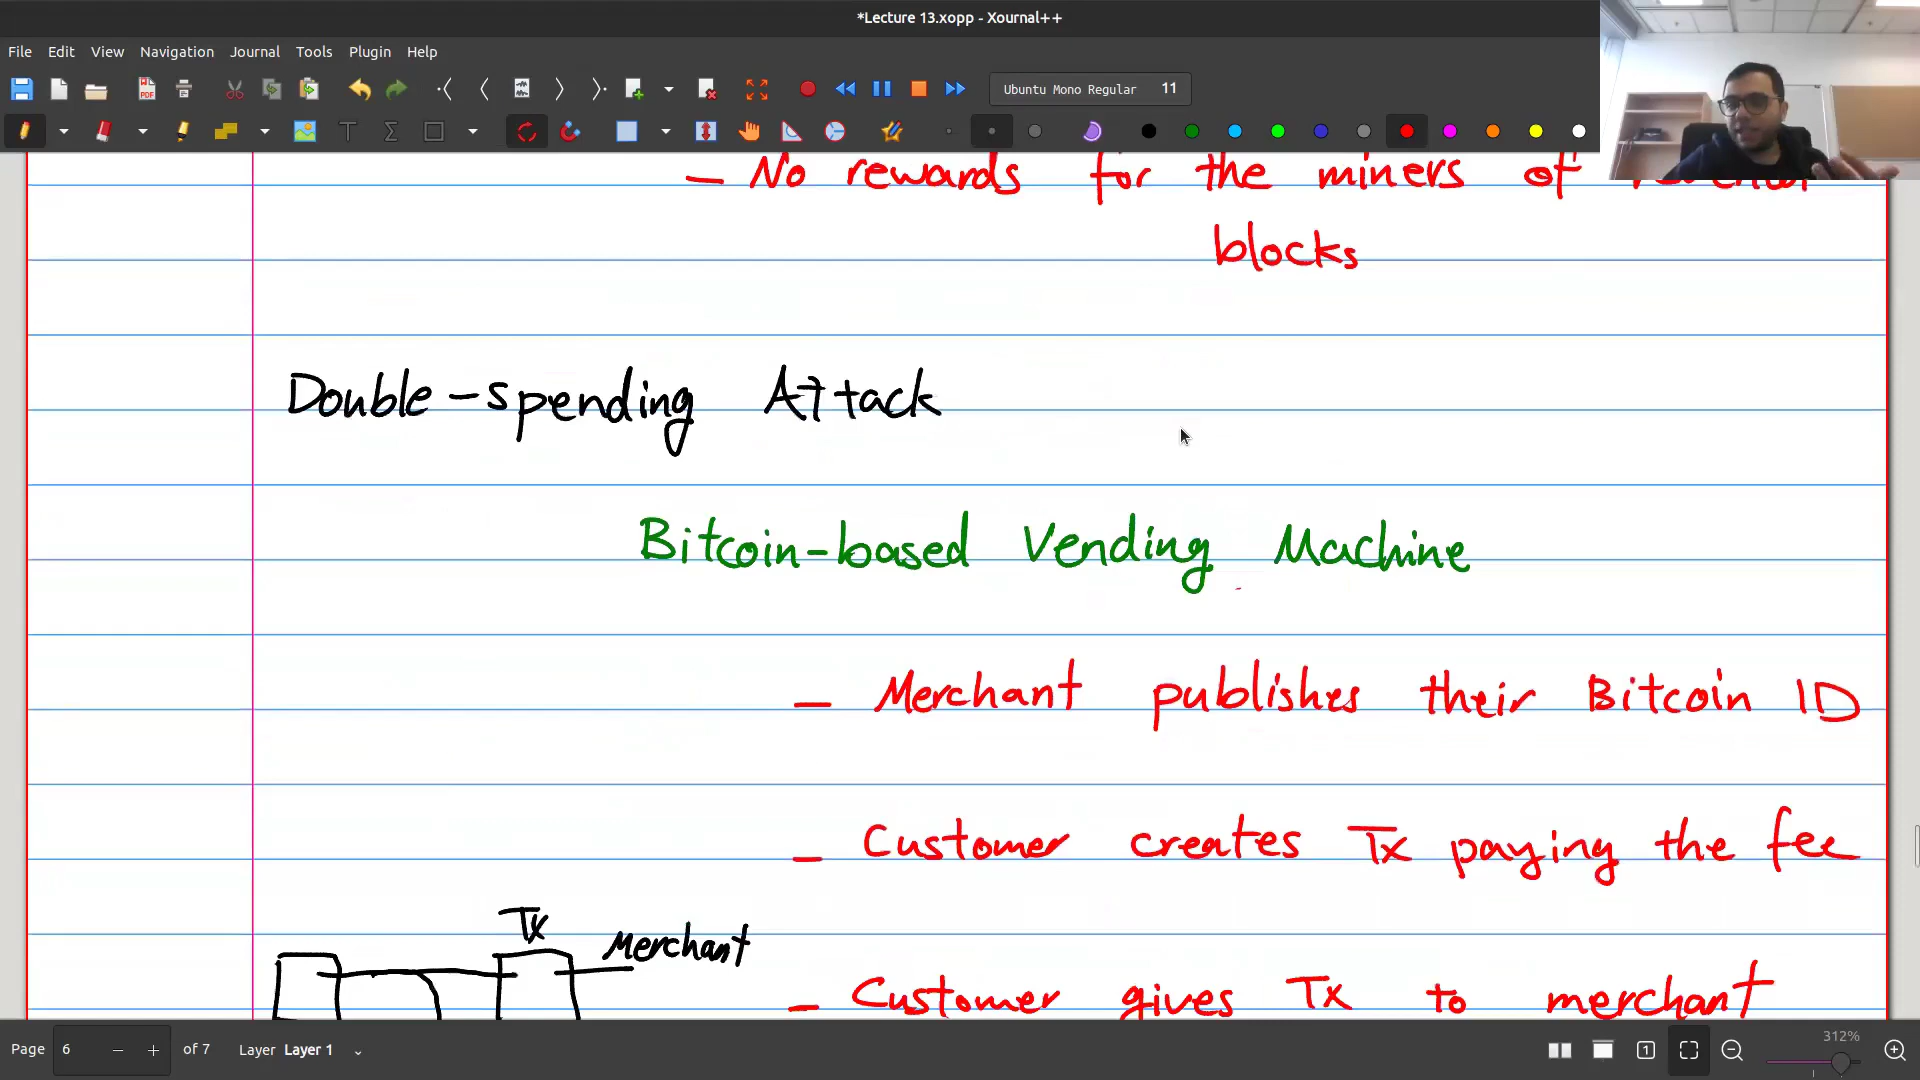 *Lecture 13.xopp - Xournal++
File Edit View Navigation Journal Tools Plugin Help
PDF
Ubuntu Mono Regular 11
- No rewards for the miners of
blocks
Double-spending Attack
Bitcoin-based Vending Machine
- Merchant publishes their Bitcoin ID
- Customer creates Tx paying the fee
Tx
Merchant
- Customer gives Tx to merchant
Page 6 - + of 7 Layer Layer 1
1
312%